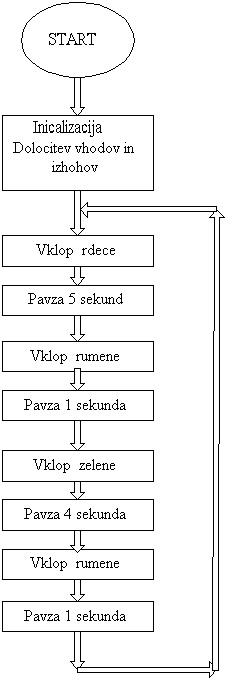 START
Inicalizacija
Dolocitev vhodov in
izhohov
Vklop rdece
Pavza 5 sekund
Vklop rumene
Pavza 1 sekunda
Vklop zelene
Pavza 4 sekunda
Vklop rumene
Pavza 1 sekunda